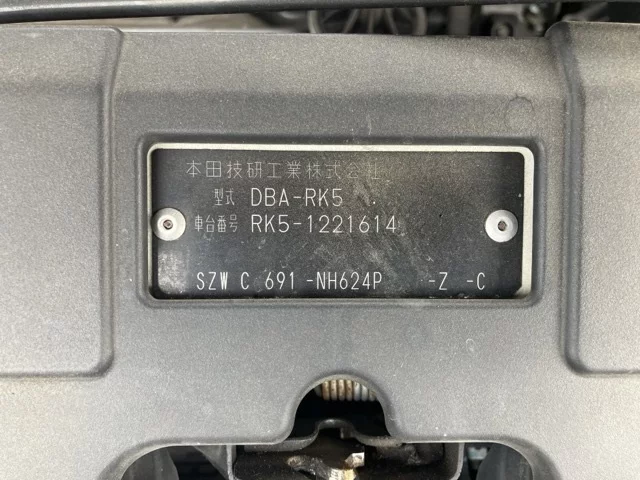 本田技研工業株式会社
型式 DBA-RK5
車台番号 RK5-1221614
SZW C 691 -NH624P -Z -C